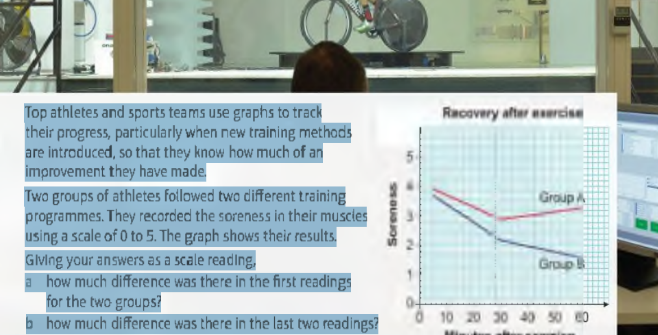 Top athletes and sports teams use graphs to track
their progress, particularly when new training methods
are introduced, so that they know how much of an
improvement they have made.
Two groups of athletes followed two different training
programmes. They recorded the soreness in their muscles
using a scale of 0 to 5. The graph shows their results.
Giving your answers as a scale reading,
a how much difference was there in the first readings
for the two groups?
b how much difference was there in the last two readings?
Recovery after exercise
Soreness
5
4
3
2
1
0
Group A
Group B
0 10 20 30 40 50 60
Minutes after exercise